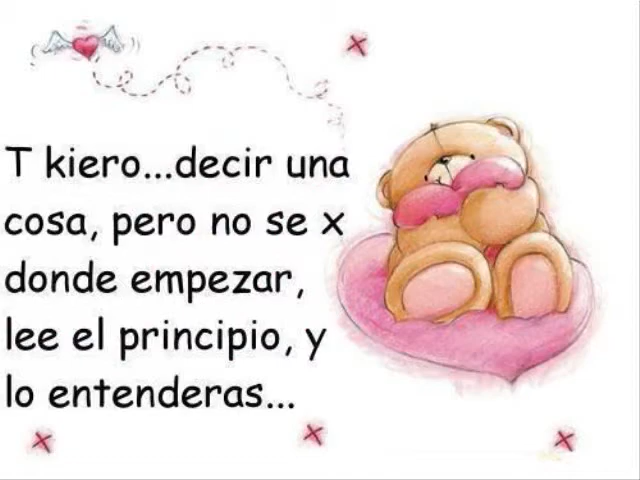 T kiero...decir una
cosa, pero no se x
donde empezar,
lee el principio, y
lo entenderas...